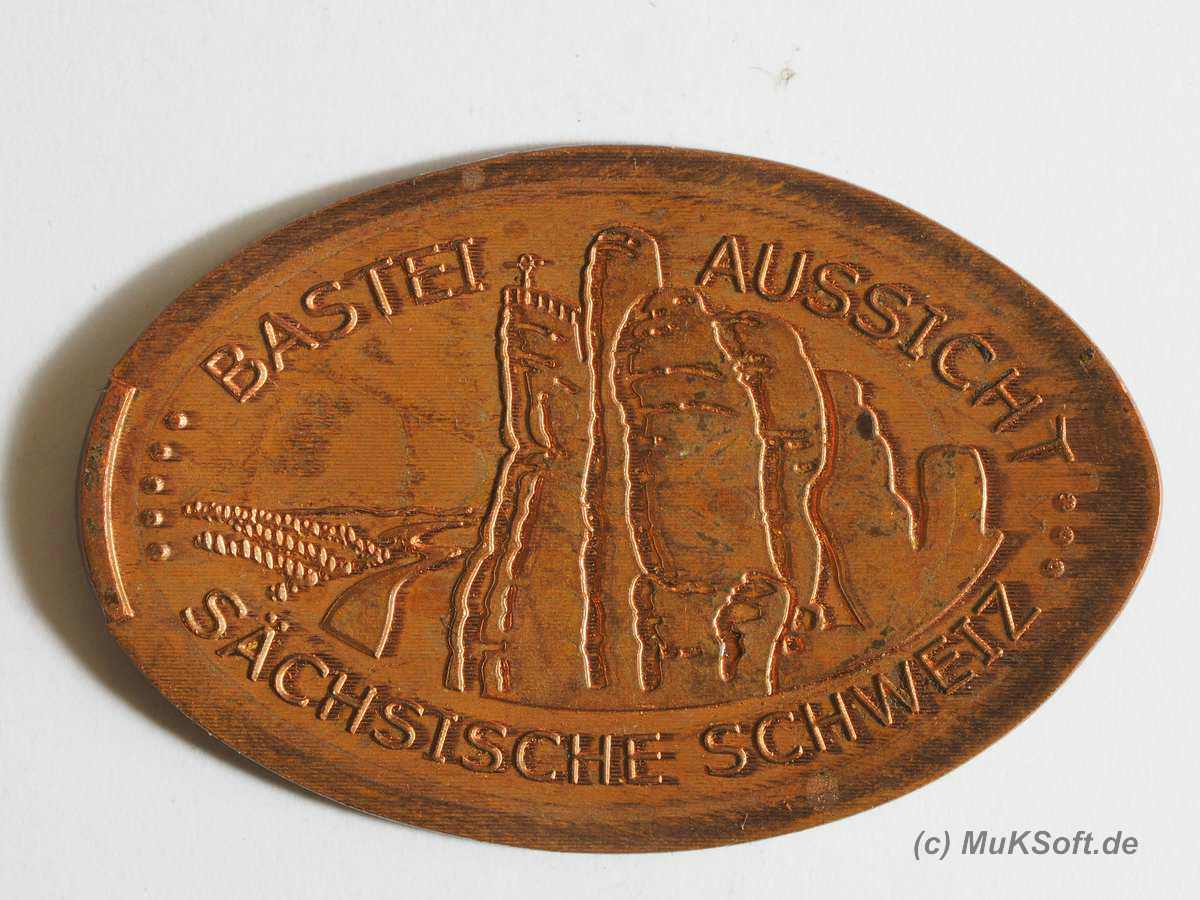 BASTEI AUSSICHT
SÄCHSISCHE SCHWEIZ
(c) MuKSoft.de